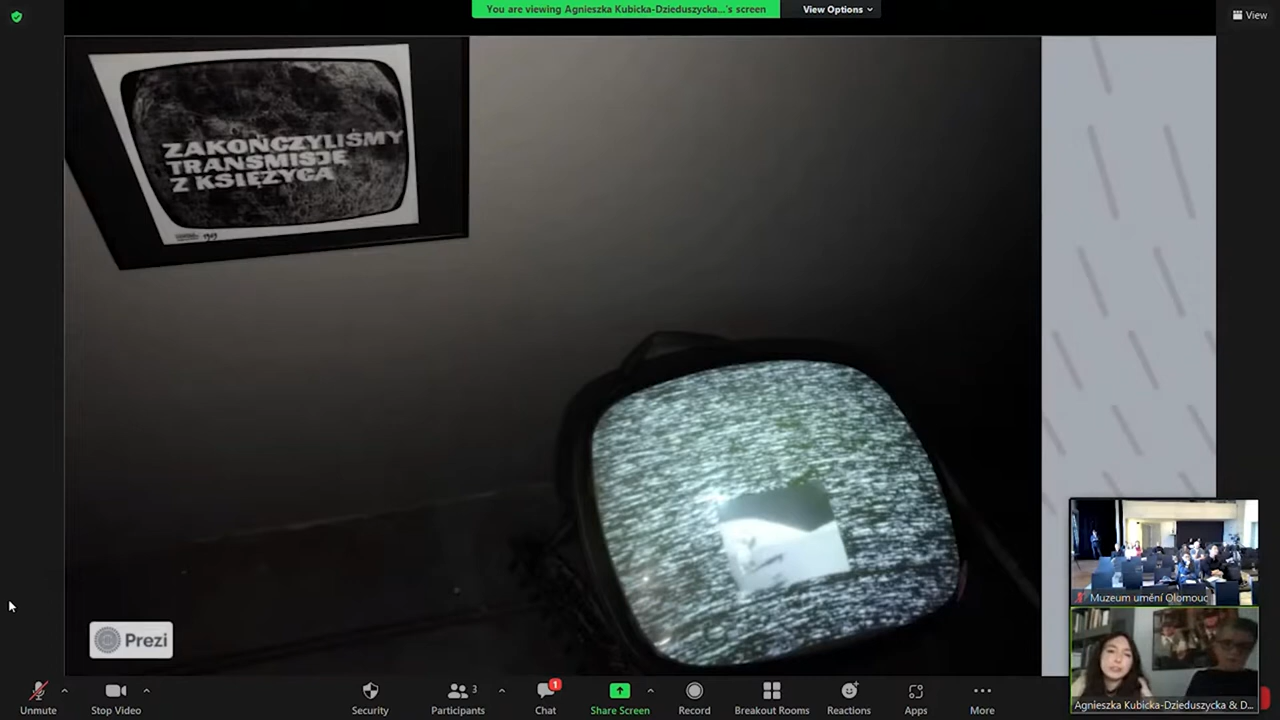 You are viewing Agnieszka Kubicka-Dzieduszycka...'s screen
View Options
View
ZAKOŃCZYLIŚMY
TRANSMISJĘ
Z KSIĘŻYCA
Prezi
Muzeum umění Olomouc
Agnieszka Kubicka-Dzieduszycka & D...
Unmute
Stop Video
Security
Participants
3
Chat
1
Share Screen
Record
Breakout Rooms
Reactions
Apps
More